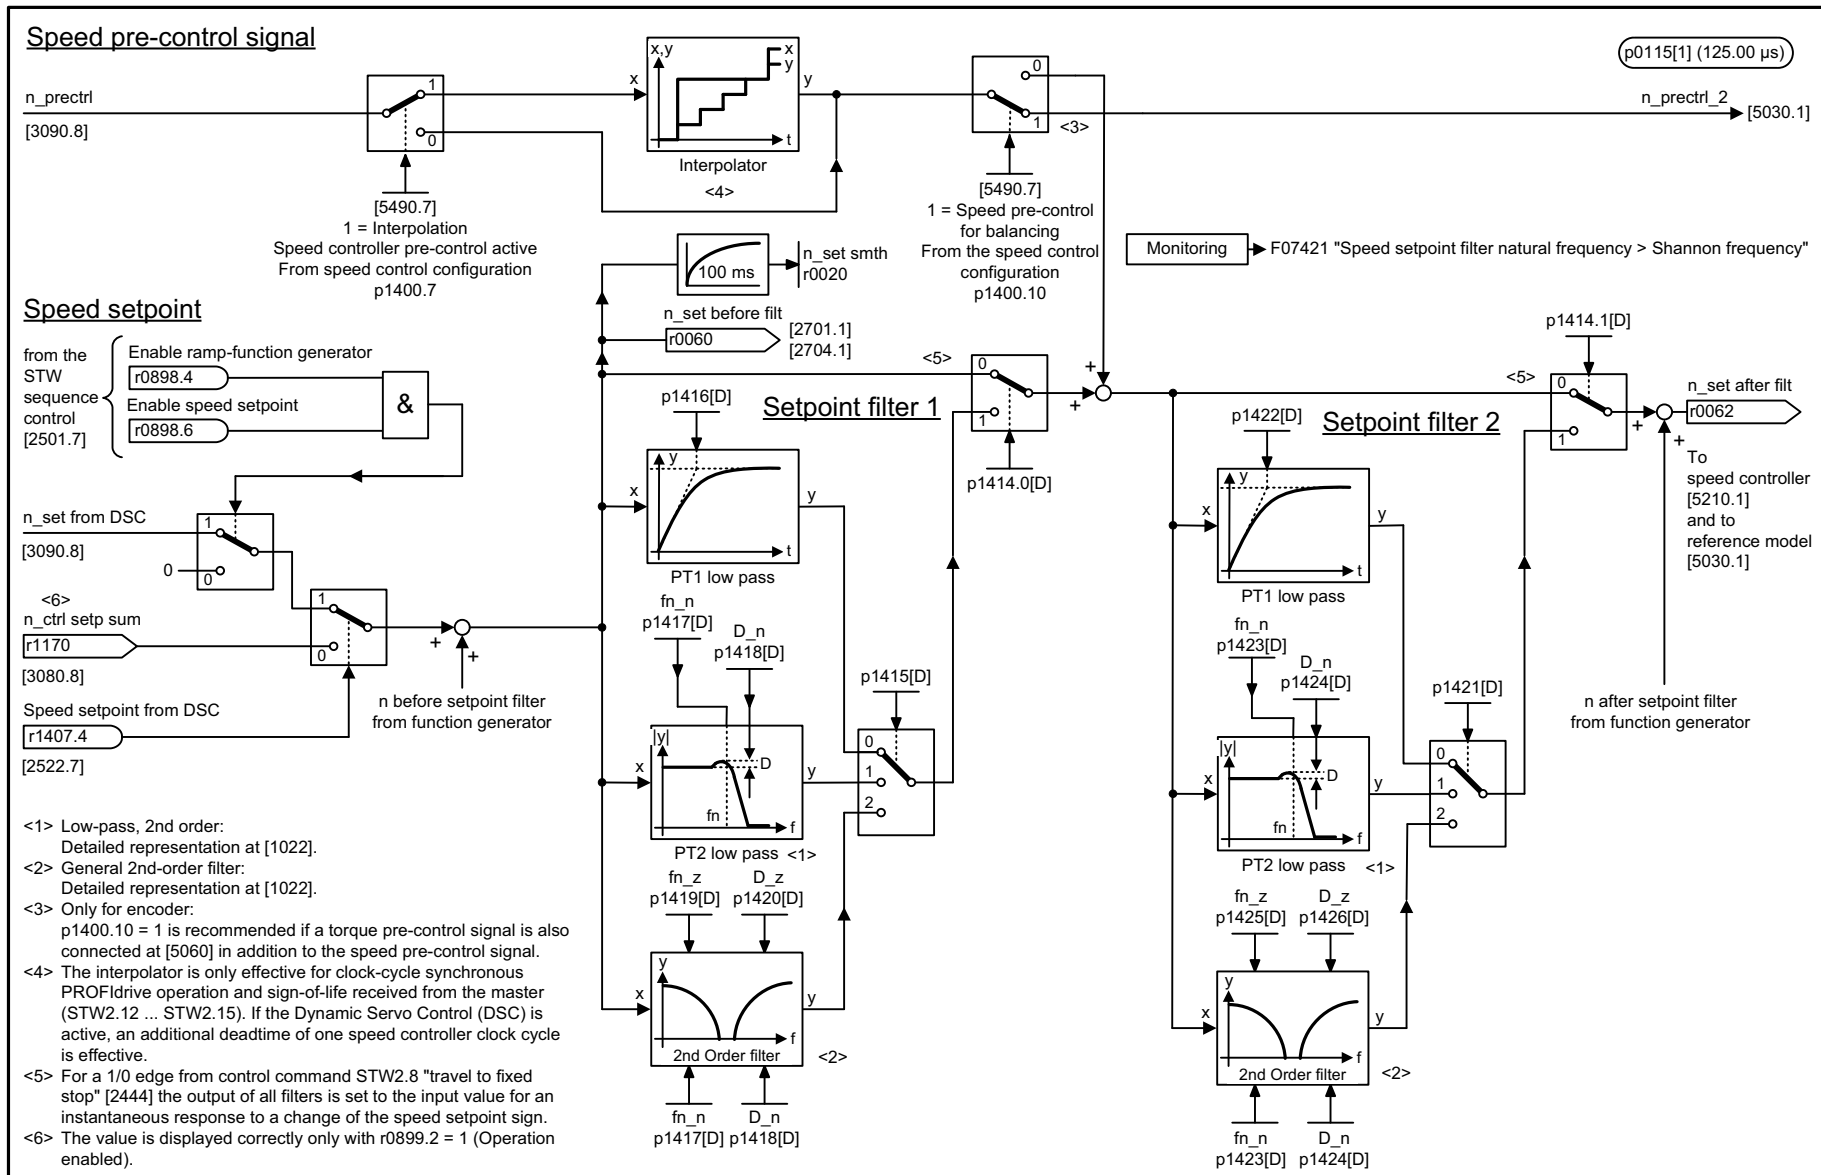 Speed pre-control signal
p0115[1] (125.00 µs)
n_prectrl
[3090.8]
1
0
[5490.7]
1 = Interpolation
Speed controller pre-control active
From speed control configuration
p1400.7
x
x,y
x
y
t
y
Interpolator
<4>
0
1
<3>
[5490.7]
1 = Speed pre-control
for balancing
From the speed control
configuration
p1400.10
n_prectrl_2
[5030.1]
Monitoring
F07421 "Speed setpoint filter natural frequency > Shannon frequency"
100 ms
n_set smth
r0020
n_set before filt
r0060
[2701.1]
[2704.1]
Speed setpoint
from the
STW
sequence
control
[2501.7]
Enable ramp-function generator
r0898.4
Enable speed setpoint
r0898.6
&
n_set from DSC
[3090.8]
1
0
0
<6>
n_ctrl setp sum
r1170
[3080.8]
1
0
Speed setpoint from DSC
r1407.4
[2522.7]
+
+
n before setpoint filter
from function generator
Setpoint filter 1
p1416[D]
x
y
t
y
PT1 low pass
fn_n
p1417[D]
D_n
p1418[D]
x
|y|
D
fn
f
y
PT2 low pass
<1>
fn_z
p1419[D]
D_z
p1420[D]
x
y
f
y
2nd Order filter
<2>
fn_n
p1417[D]
D_n
p1418[D]
p1415[D]
0
1
2
<5>
0
1
p1414.0[D]
+
+
Setpoint filter 2
p1422[D]
x
y
t
y
PT1 low pass
fn_n
p1423[D]
D_n
p1424[D]
x
|y|
D
fn
f
y
PT2 low pass
<1>
fn_z
p1425[D]
D_z
p1426[D]
x
y
f
y
2nd Order filter
<2>
fn_n
p1423[D]
D_n
p1424[D]
p1421[D]
0
1
2
p1414.1[D]
<5>
0
1
+
+
n_set after filt
r0062
To
speed controller
[5210.1]
and to
reference model
[5030.1]
n after setpoint filter
from function generator
<1> Low-pass, 2nd order:
Detailed representation at [1022].
<2> General 2nd-order filter:
Detailed representation at [1022].
<3> Only for encoder:
p1400.10 = 1 is recommended if a torque pre-control signal is also
connected at [5060] in addition to the speed pre-control signal.
<4> The interpolator is only effective for clock-cycle synchronous
PROFIdrive operation and sign-of-life received from the master
(STW2.12 ... STW2.15). If the Dynamic Servo Control (DSC) is
active, an additional deadtime of one speed controller clock cycle
is effective.
<5> For a 1/0 edge from control command STW2.8 "travel to fixed
stop" [2444] the output of all filters is set to the input value for an
instantaneous response to a change of the speed setpoint sign.
<6> The value is displayed correctly only with r0899.2 = 1 (Operation
enabled).